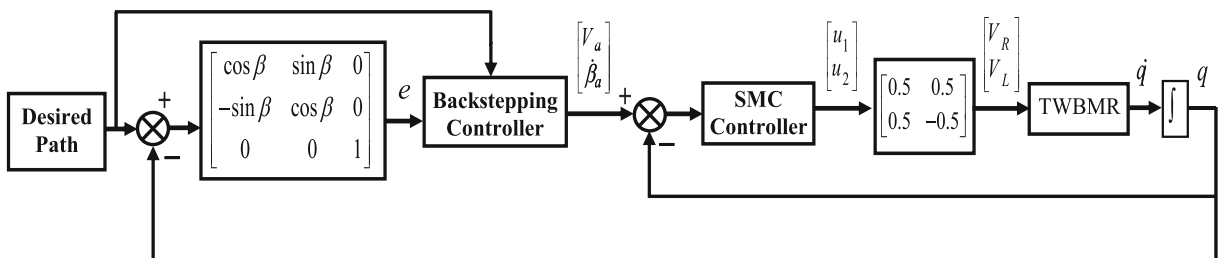 Desired
Path
+
−
cos β sin β 0
−sin β cos β 0
0 0 1
e
Backstepping
Controller
V_a
β̇_a
+
−
SMC
Controller
u_1
u_2
0.5 0.5
0.5 −0.5
V_R
V_L
TWBMR
q̇
∫
q